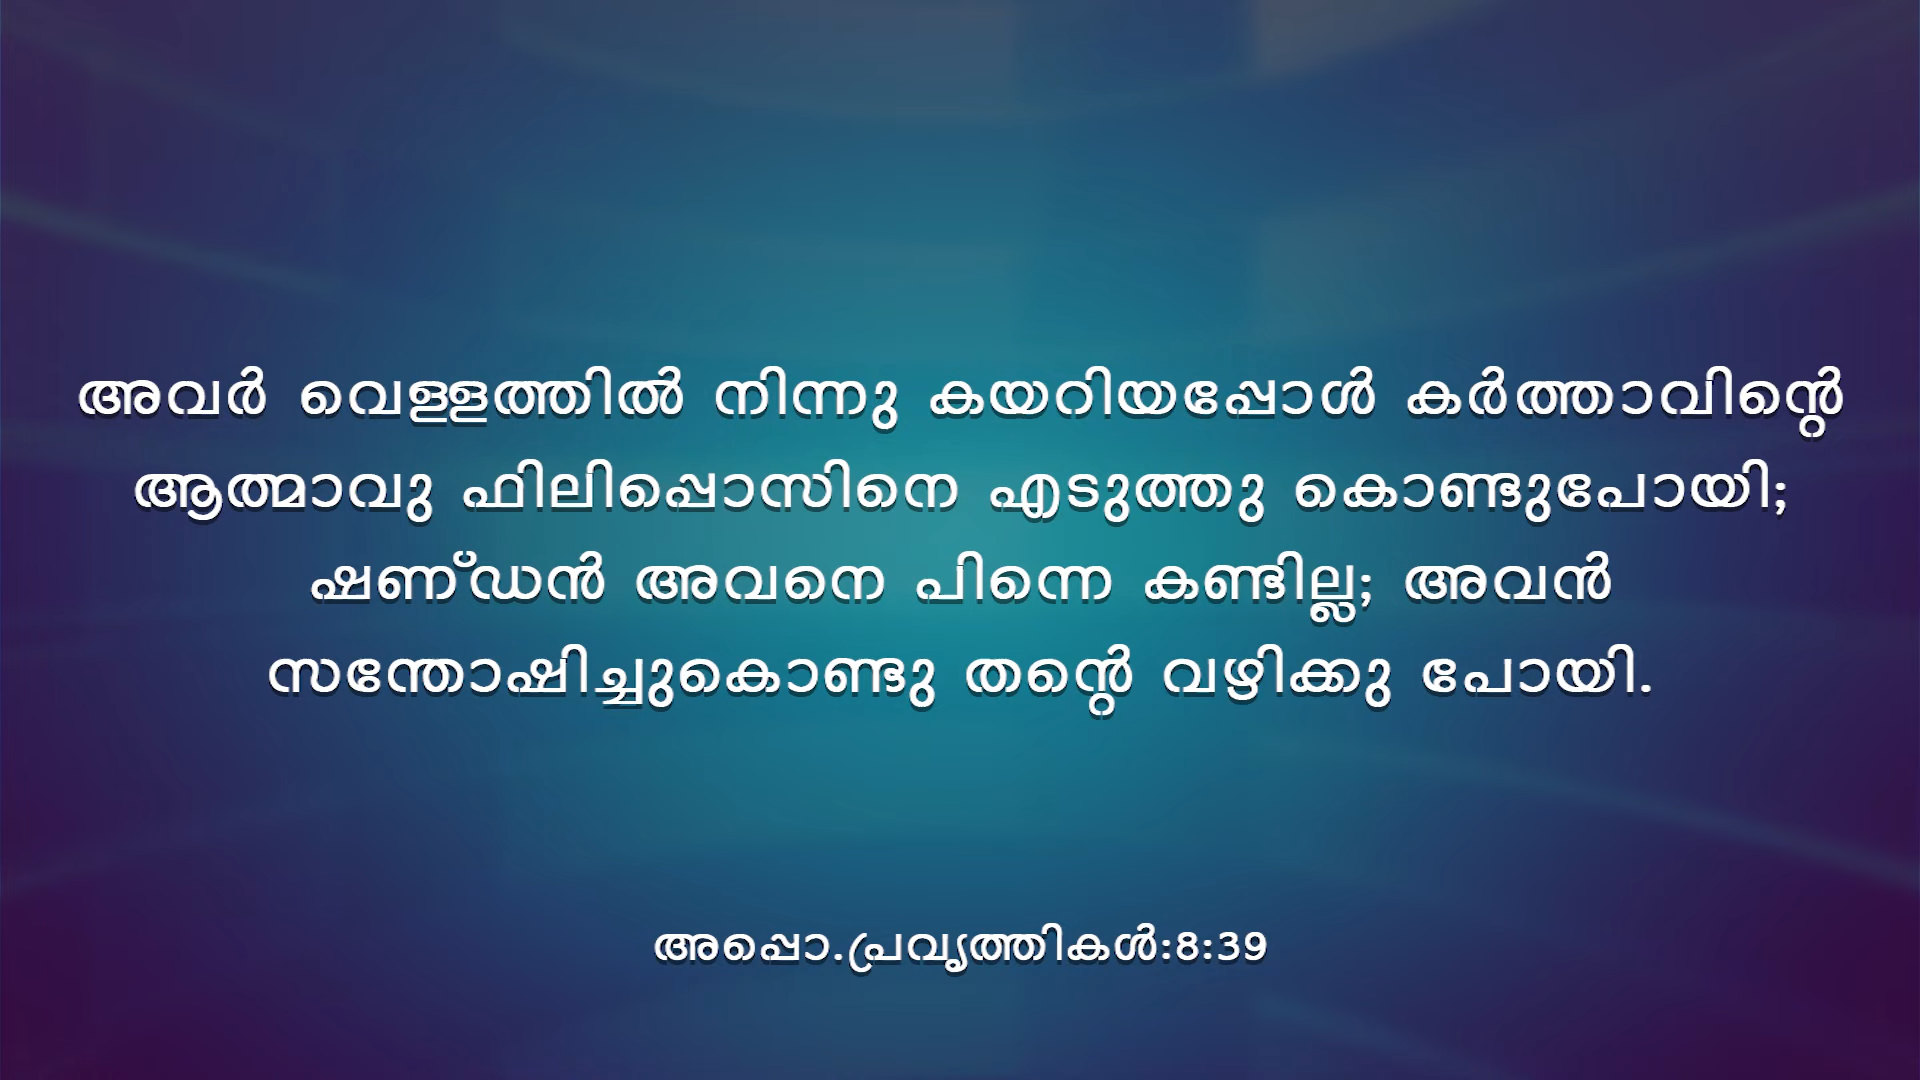 അവർ വെള്ളത്തിൽ നിന്നു കയറിയപ്പോൾ കർത്താവിന്റെ
ആത്മാവു ഫിലിപ്പൊസിനെ എടുത്തു കൊണ്ടുപോയി;
ഷണ്ഡൻ അവനെ പിന്നെ കണ്ടില്ല; അവൻ
സന്തോഷിച്ചുകൊണ്ടു തന്റെ വഴിക്കു പോയി.
അപ്പൊ.പ്രവൃത്തികൾ:8:39